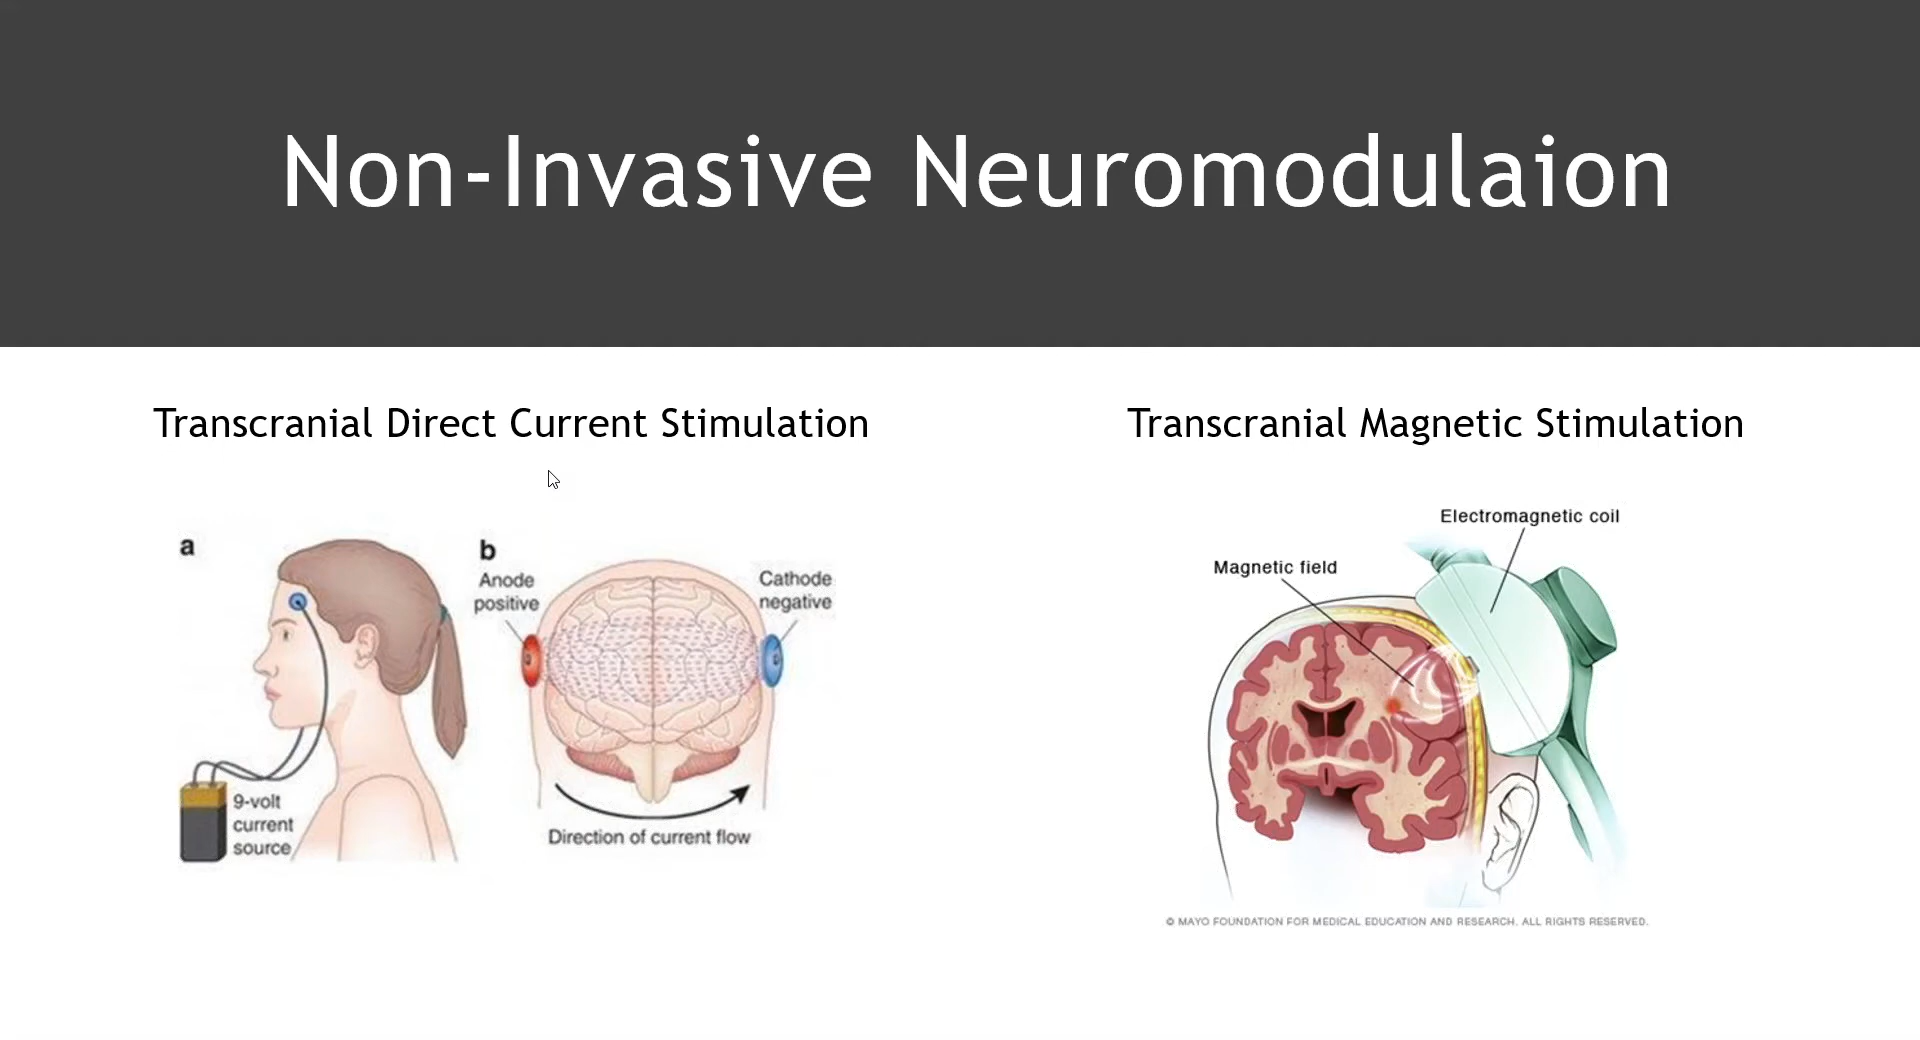 Non-Invasive Neuromodulaion
Transcranial Direct Current Stimulation
a
b
Anode
positive
Cathode
negative
9-volt
current
source
Direction of current flow
Transcranial Magnetic Stimulation
Electromagnetic coil
Magnetic field
© MAYO FOUNDATION FOR MEDICAL EDUCATION AND RESEARCH. ALL RIGHTS RESERVED.